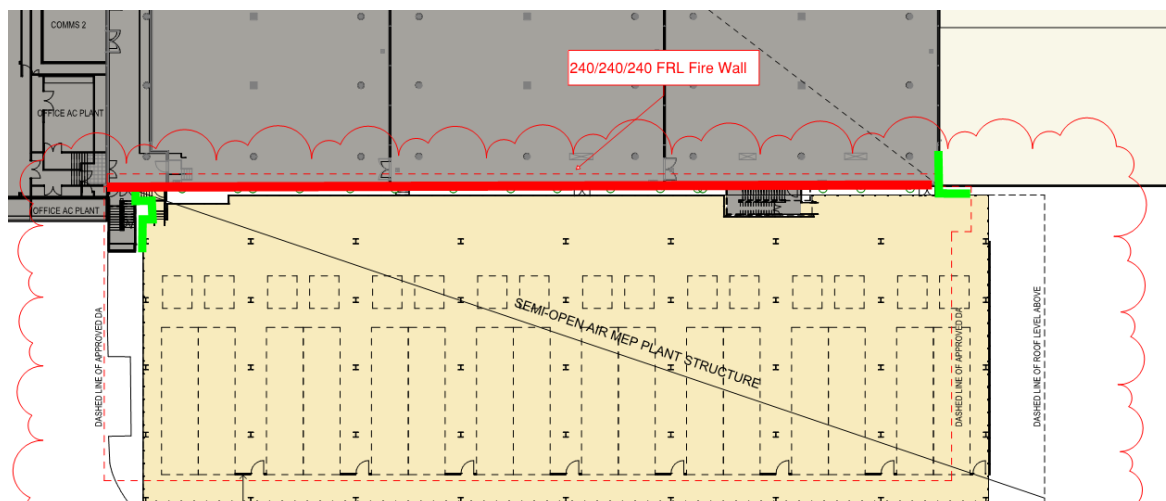 COMMS 2
240/240/240 FRL Fire Wall
OFFICE AC PLANT
OFFICE AC PLANT
SEMI-OPEN AIR MEP PLANT STRUCTURE
DASHED LINE OF APPROVED DA
DASHED LINE OF APPROVED DA
DASHED LINE OF ROOF LEVEL ABOVE